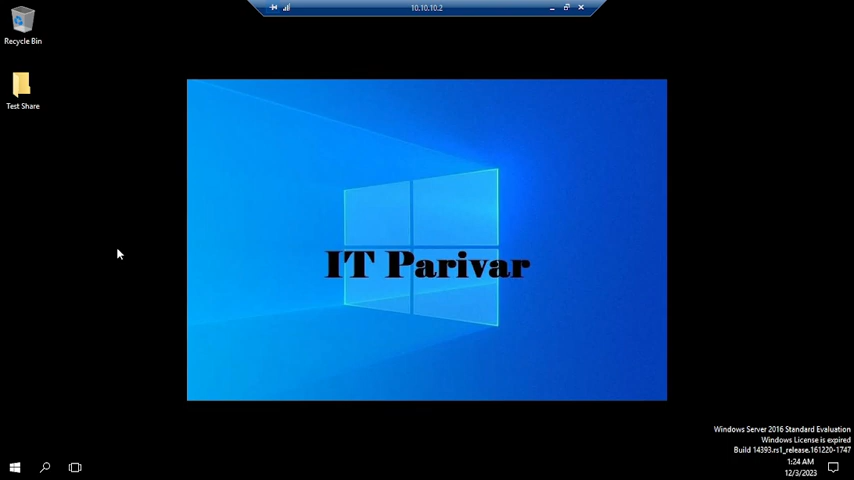 10.10.10.2
Recycle Bin
Test Share
IT Parivar
Windows Server 2016 Standard Evaluation
Windows License is expired
Build 14393.rs1_release.161220-1747
1:24 AM
12/3/2023